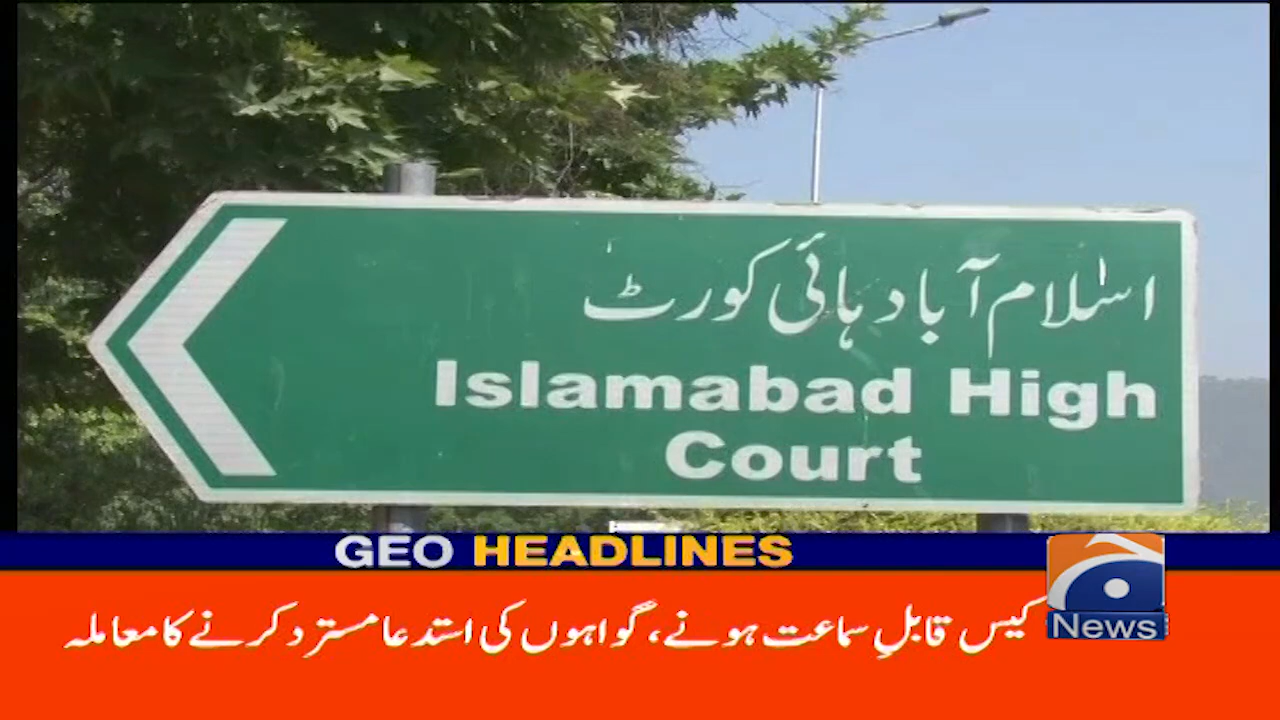 اسلام آباد ہائی کورٹ
Islamabad High
Court
GEO HEADLINES
News
کیس قابلِ سماعت ہونے، گواہوں کی استدعا مسترد کرنے کا معاملہ